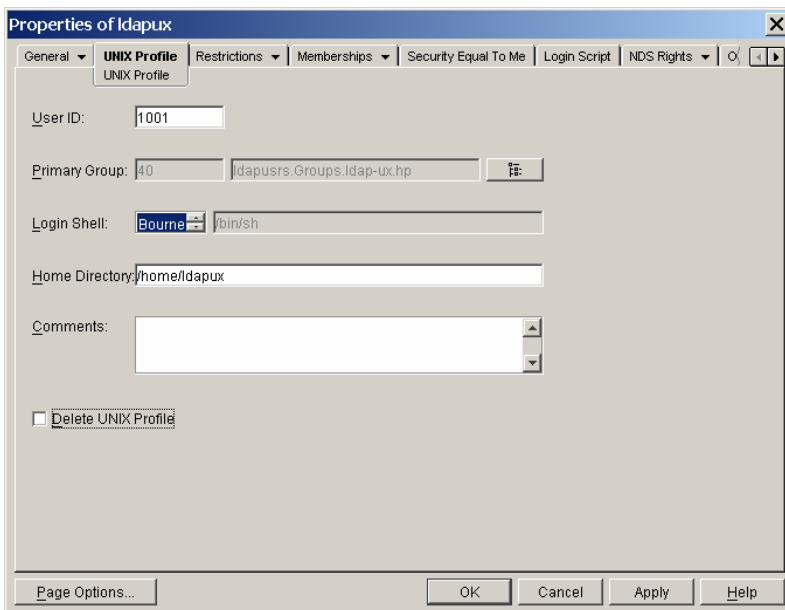 Properties of ldapux
General UNIX Profile Restrictions Memberships Security Equal To Me Login Script NDS Rights O
UNIX Profile
User ID: 1001
Primary Group: 40 ldapusrs.Groups.ldap-ux.hp
Login Shell: Bourne /bin/sh
Home Directory: /home/ldapux
Comments:
Delete UNIX Profile
Page Options... OK Cancel Apply Help